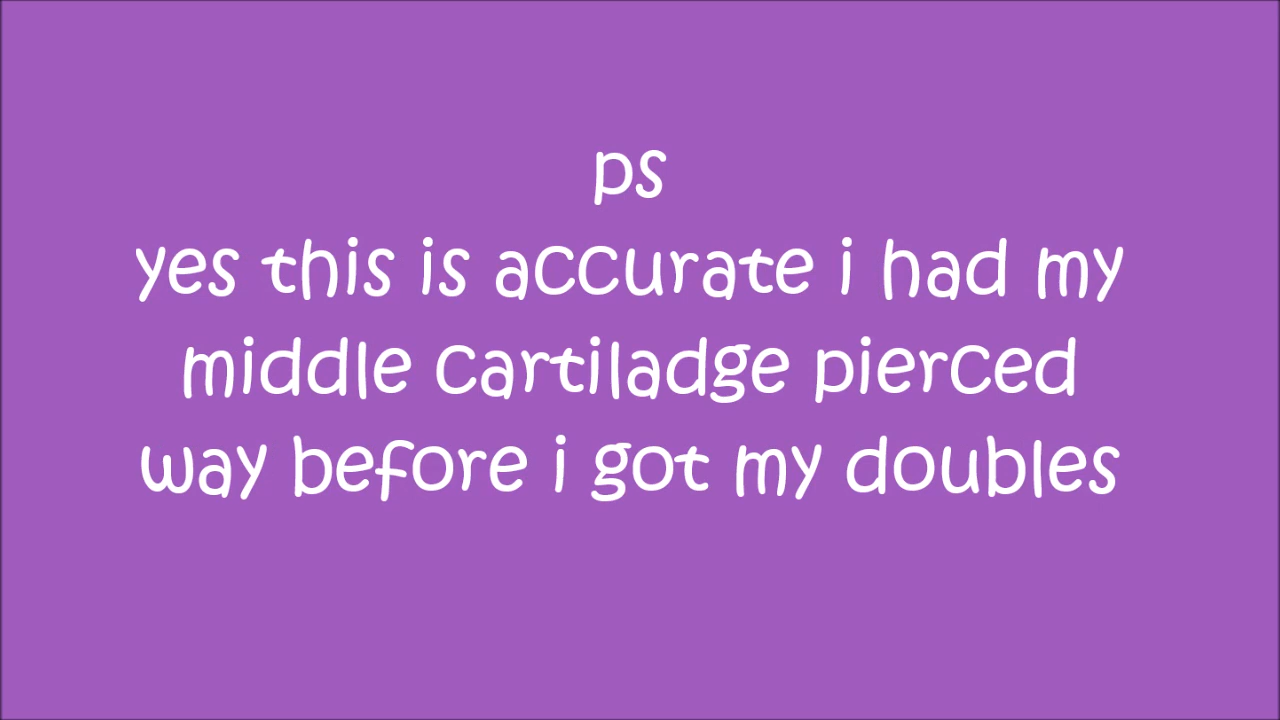 ps
yes this is accurate i had my
middle cartiladge pierced
way before i got my doubles